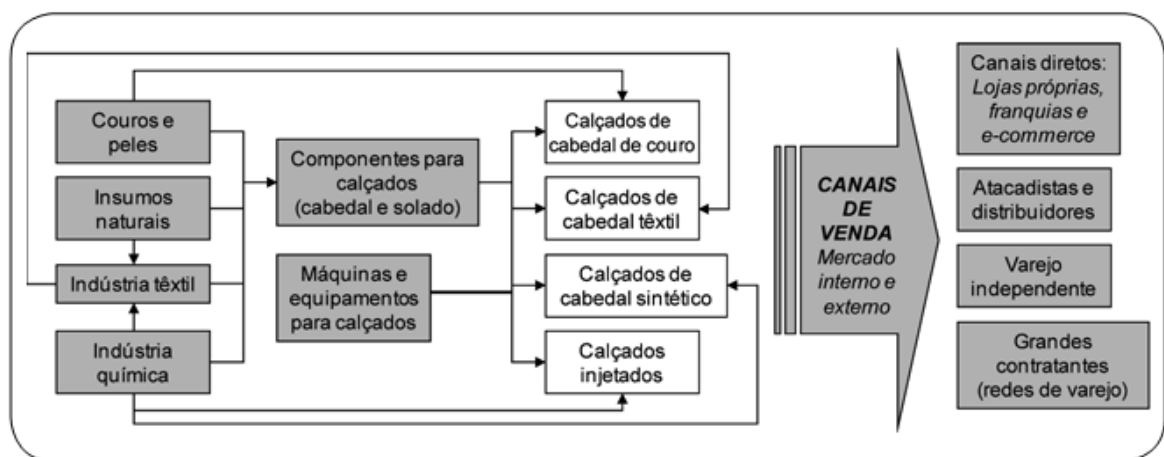 Couros e
peles
Insumos
naturais
Indústria têxtil
Indústria
química
Componentes para
calçados
(cabedal e solado)
Máquinas e
equipamentos
para calçados
Calçados de
cabedal de couro
Calçados de
cabedal têxtil
Calçados de
cabedal sintético
Calçados
injetados
CANAIS
DE
VENDA
Mercado
interno e
externo
Canais diretos:
Lojas próprias,
franquias e
e-commerce
Atacadistas e
distribuidores
Varejo
independente
Grandes
contratantes
(redes de varejo)